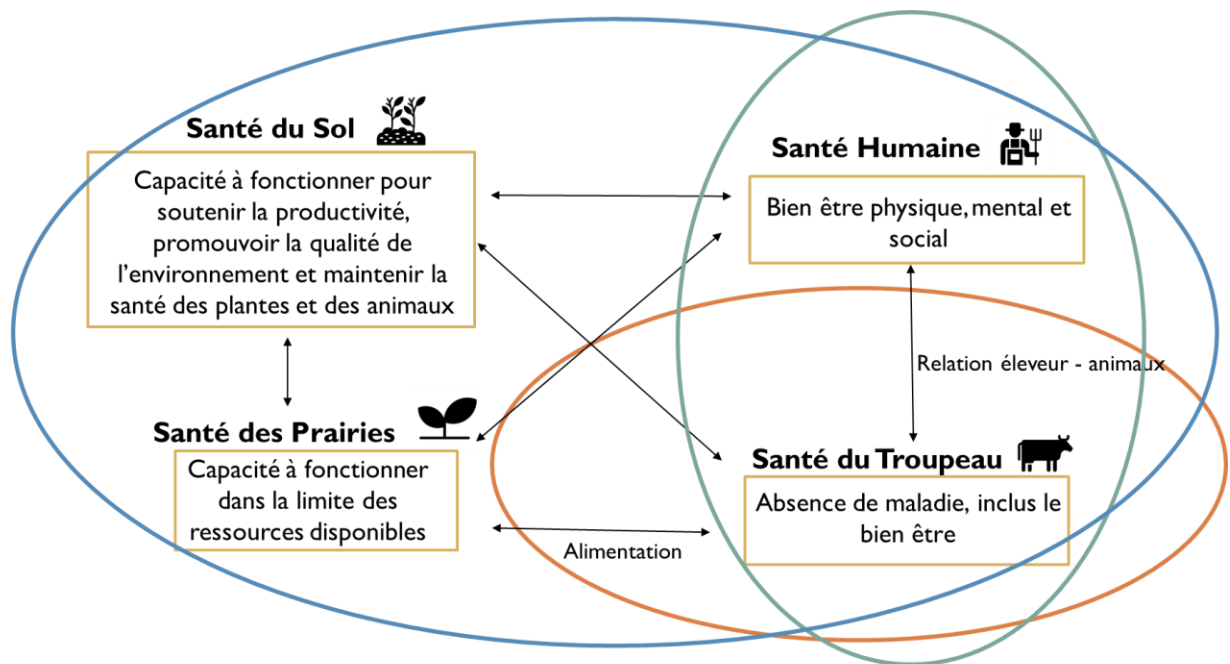 Santé du Sol
Capacité à fonctionner pour
soutenir la productivité,
promouvoir la qualité de
l'environnement et maintenir la
santé des plantes et des animaux
Santé Humaine
Bien être physique, mental et
social
Relation éleveur - animaux
Santé des Prairies
Capacité à fonctionner
dans la limite des
ressources disponibles
Alimentation
Santé du Troupeau
Absence de maladie, inclus le
bien être